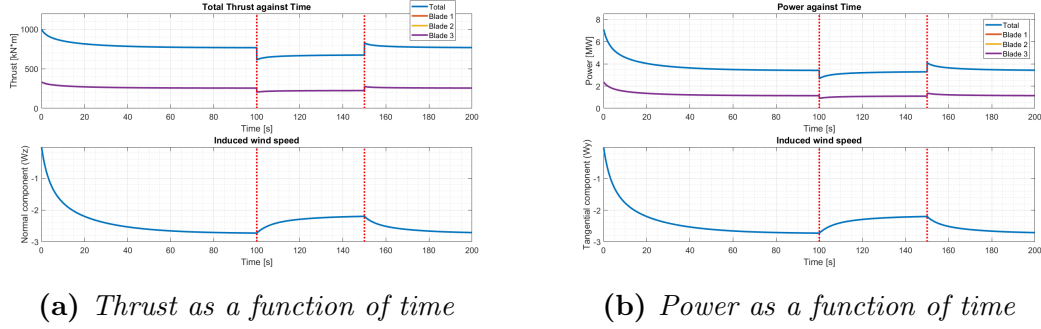 Total Thrust against Time
Thrust [kN*m]
1000
500
0
0 20 40 60 80 100 120 140 160 180 200
Time [s]
Total
Blade 1
Blade 2
Blade 3
Induced wind speed
Normal component (Wz)
-1
-2
-3
0 20 40 60 80 100 120 140 160 180 200
Time [s]
(a) Thrust as a function of time
Power against Time
Power [MW]
8
6
4
2
0
0 20 40 60 80 100 120 140 160 180 200
Time [s]
Total
Blade 1
Blade 2
Blade 3
Induced wind speed
Tangential component (Wy)
-1
-2
-3
0 20 40 60 80 100 120 140 160 180 200
Time [s]
(b) Power as a function of time